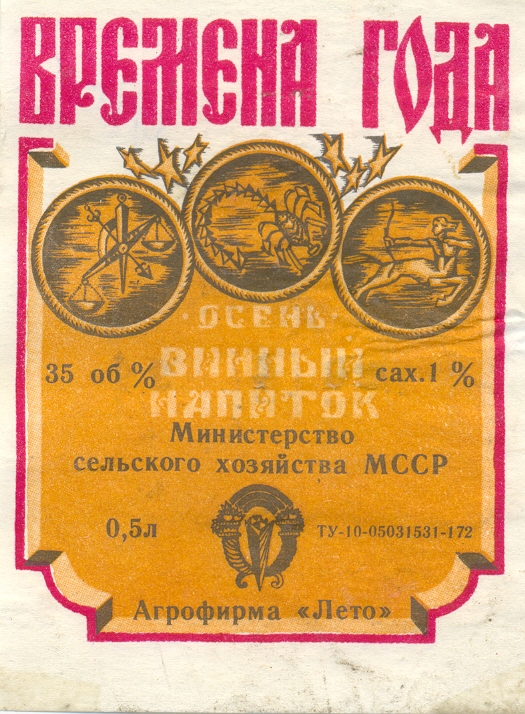 ВРЕМЕНА ГОДА
·ОСЕНЬ·
35 об % ВИННЫЙ сах. 1 %
НАПИТОК
Министерство
сельского хозяйства МССР
0,5л ТУ-10-05031531-172
Агрофирма «Лето»